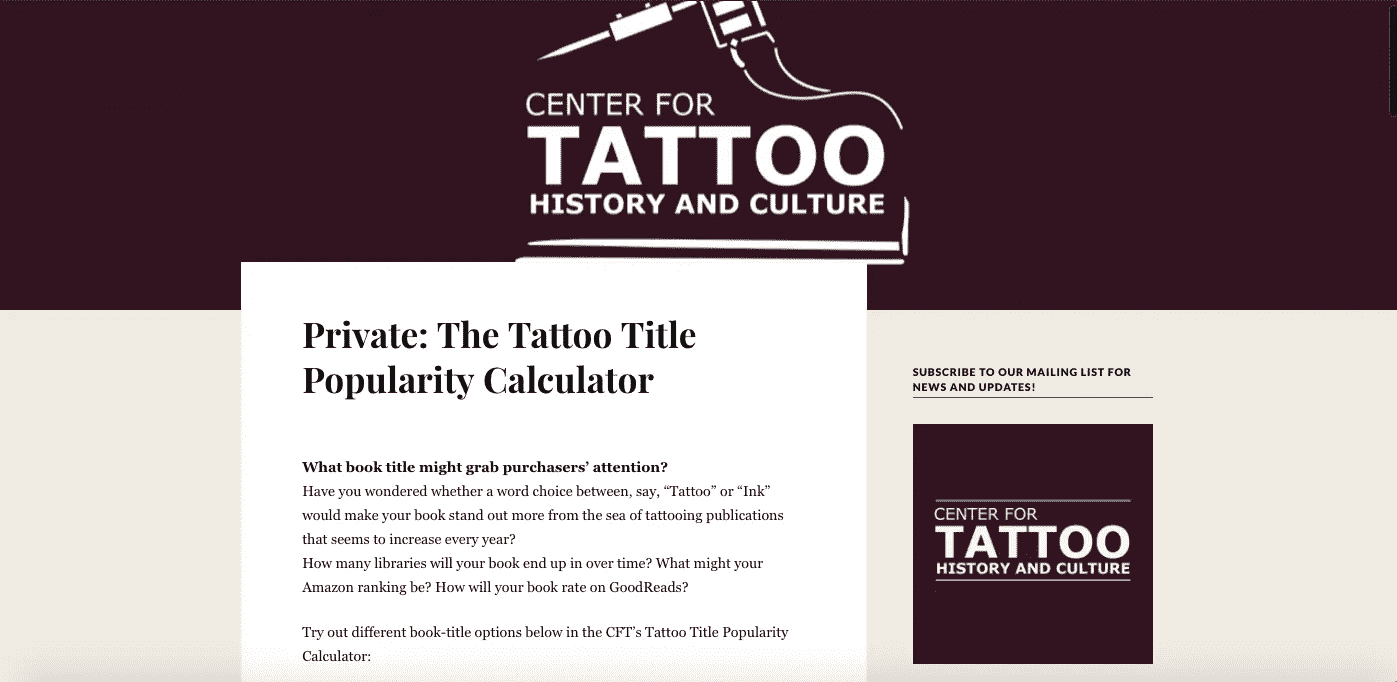 CENTER FOR
TATTOO
HISTORY AND CULTURE
Private: The Tattoo Title
Popularity Calculator
What book title might grab purchasers’ attention?
Have you wondered whether a word choice between, say, “Tattoo” or “Ink”
would make your book stand out more from the sea of tattooing publications
that seems to increase every year?
How many libraries will your book end up in over time? What might your
Amazon ranking be? How will your book rate on GoodReads?
Try out different book-title options below in the CFT’s Tattoo Title Popularity
Calculator:
SUBSCRIBE TO OUR MAILING LIST FOR
NEWS AND UPDATES!
CENTER FOR
TATTOO
HISTORY AND CULTURE